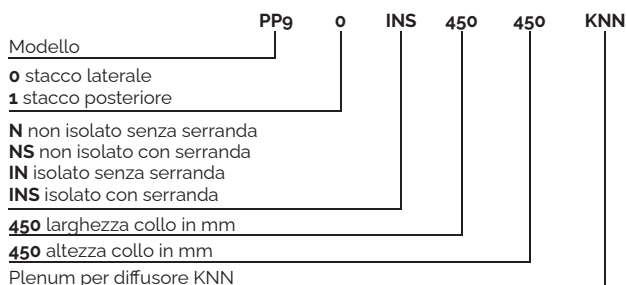 PP9 0 INS 450 450 KNN
Modello
0 stacco laterale
1 stacco posteriore
N non isolato senza serranda
NS non isolato con serranda
IN isolato senza serranda
INS isolato con serranda
450 larghezza collo in mm
450 altezza collo in mm
Plenum per diffusore KNN